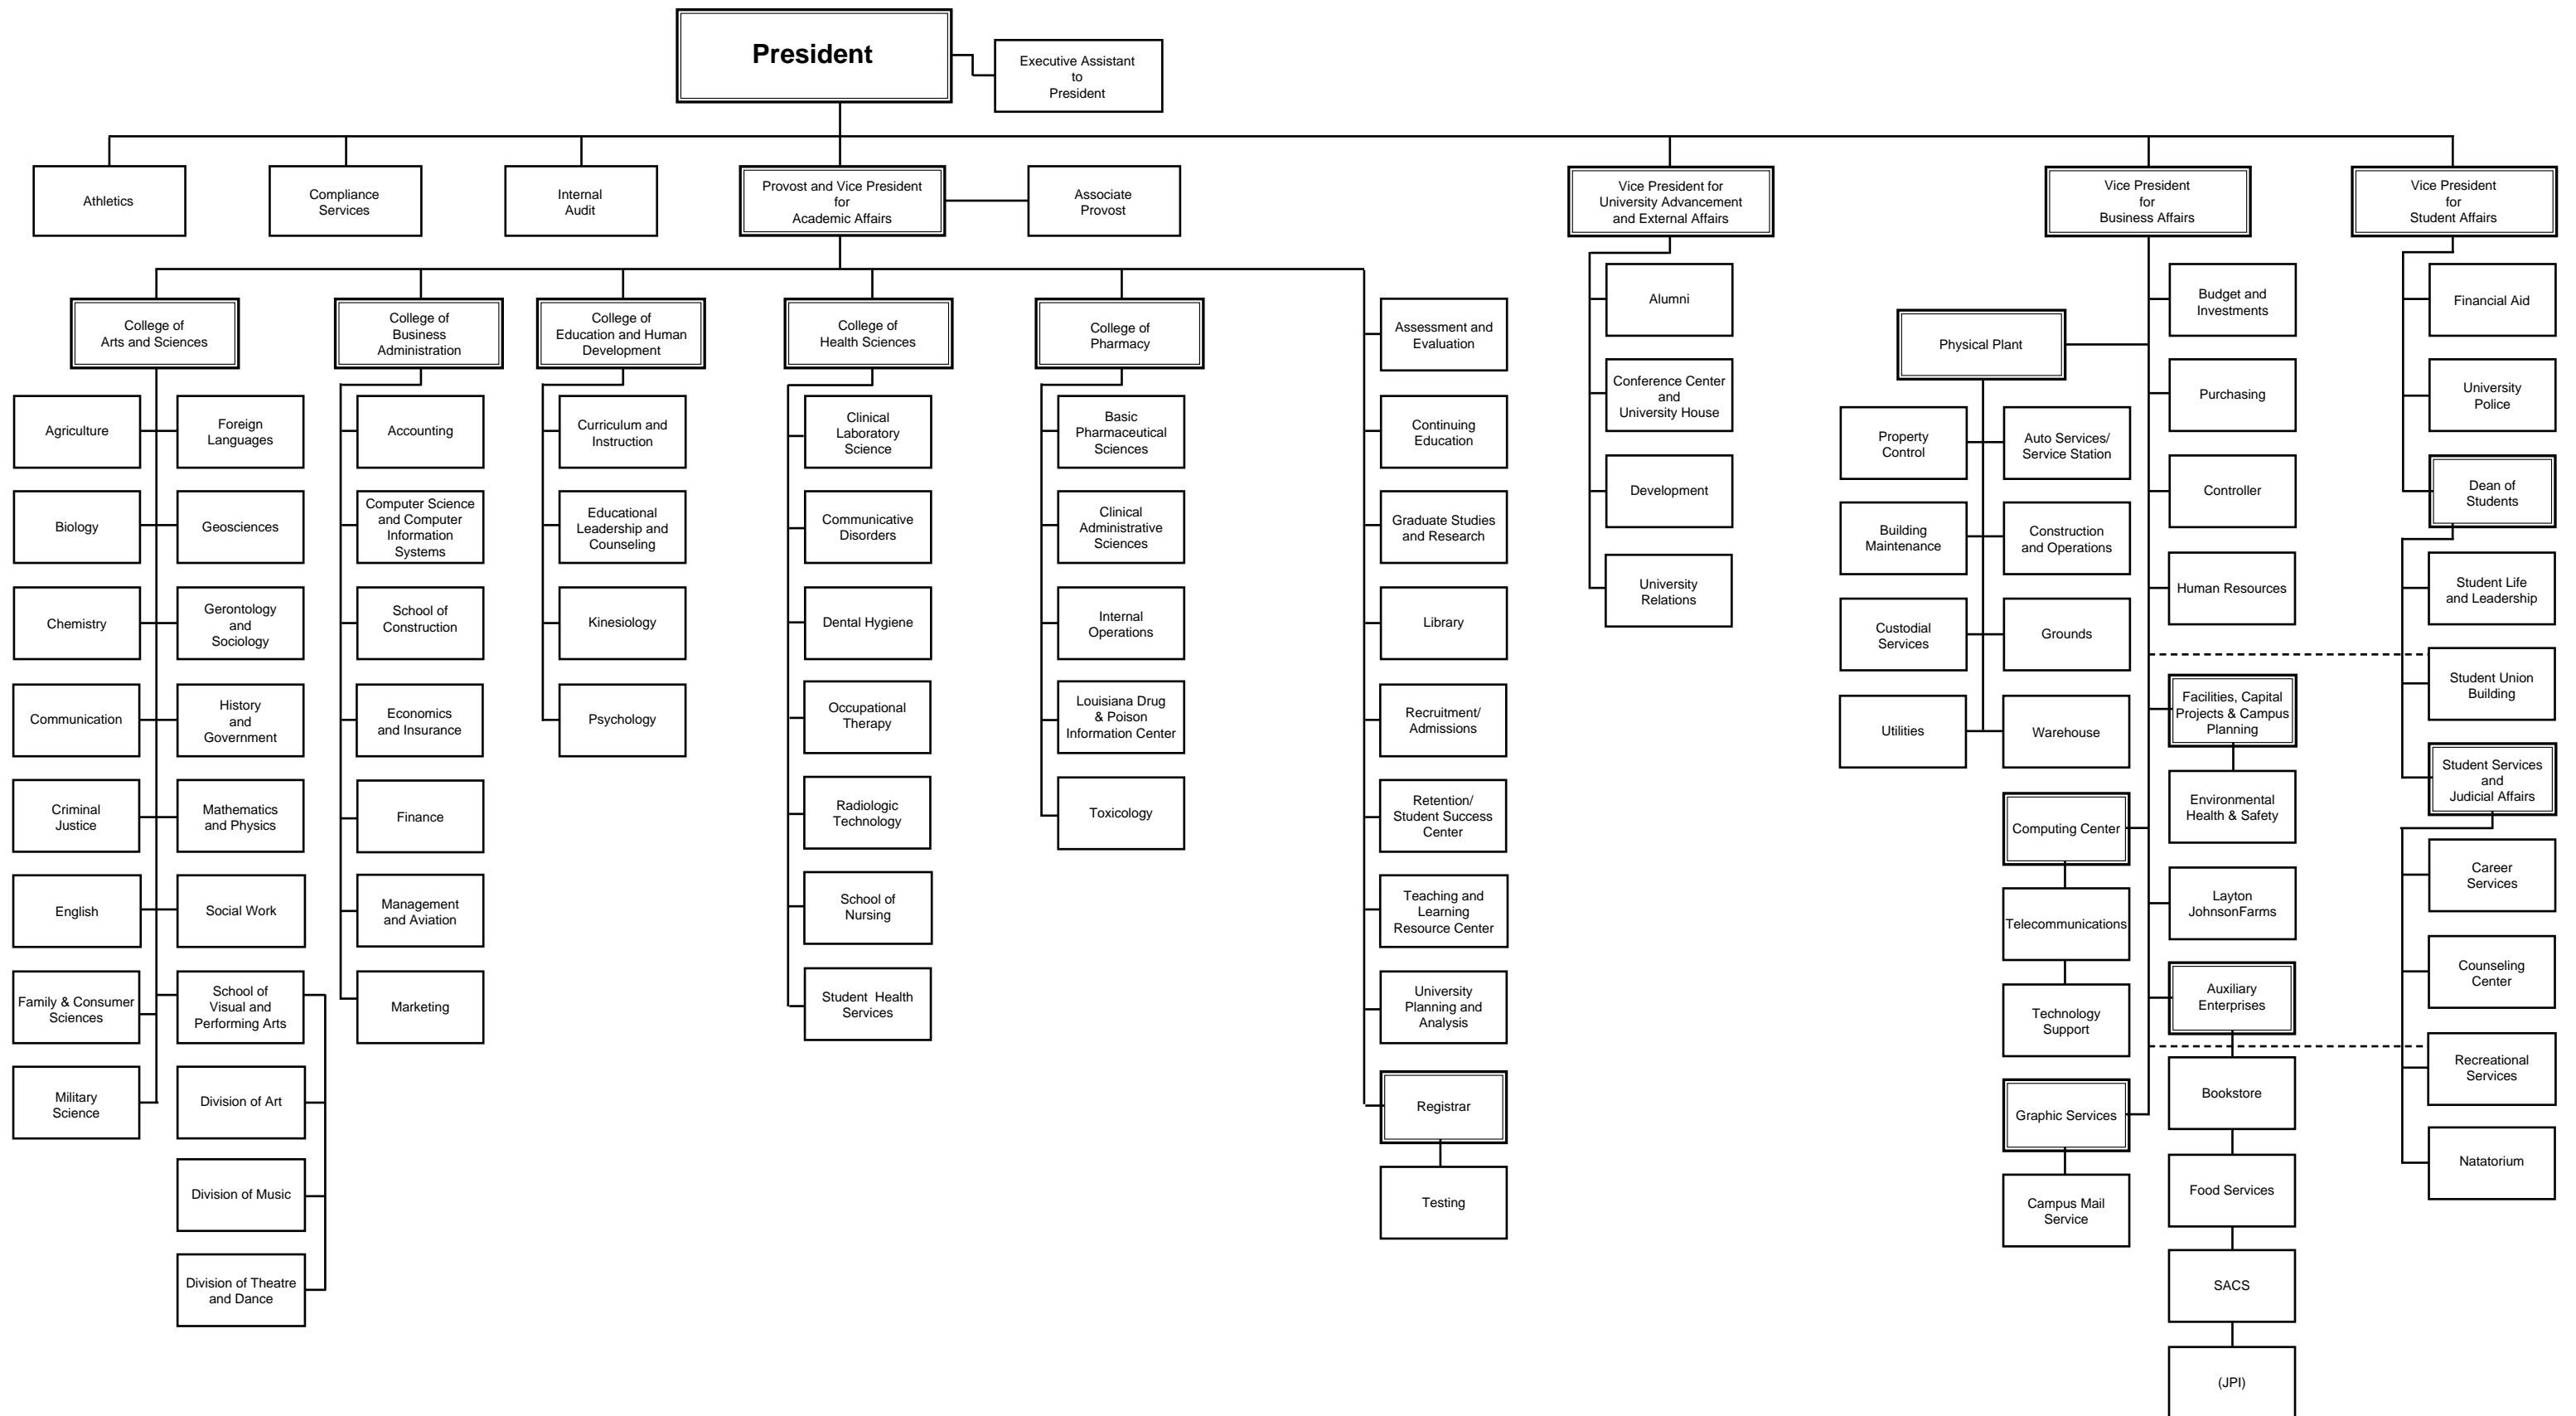 President
Executive Assistant
to
President
Athletics
Compliance
Services
Internal
Audit
Provost and Vice President
for
Academic Affairs
Associate
Provost
Vice President for
University Advancement
and External Affairs
Vice President
for
Business Affairs
Vice President
for
Student Affairs
College of
Arts and Sciences
Agriculture
Foreign
Languages
Biology
Geosciences
Chemistry
Gerontology
and
Sociology
Communication
History
and
Government
Criminal
Justice
Mathematics
and Physics
English
Social Work
Family & Consumer
Sciences
School of
Visual and
Performing Arts
Military
Science
Division of Art
Division of Music
Division of Theatre
and Dance
College of
Business
Administration
Accounting
Computer Science
and Computer
Information
Systems
School of
Construction
Economics
and Insurance
Finance
Management
and Aviation
Marketing
College of
Education and Human
Development
Curriculum and
Instruction
Educational
Leadership and
Counseling
Kinesiology
Psychology
College of
Health Sciences
Clinical
Laboratory
Science
Communicative
Disorders
Dental Hygiene
Occupational
Therapy
Radiologic
Technology
School of
Nursing
Student Health
Services
College of
Pharmacy
Basic
Pharmaceutical
Sciences
Clinical
Administrative
Sciences
Internal
Operations
Louisiana Drug
& Poison
Information Center
Toxicology
Assessment and
Evaluation
Continuing
Education
Graduate Studies
and Research
Library
Recruitment/
Admissions
Retention/
Student Success
Center
Teaching and
Learning
Resource Center
University
Planning and
Analysis
Registrar
Testing
Alumni
Conference Center
and
University House
Development
University
Relations
Physical Plant
Property
Control
Auto Services/
Service Station
Building
Maintenance
Construction
and Operations
Custodial
Services
Grounds
Utilities
Warehouse
Computing Center
Telecommunications
Technology
Support
Graphic Services
Campus Mail
Service
Budget and
Investments
Purchasing
Controller
Human Resources
Facilities, Capital
Projects & Campus
Planning
Environmental
Health & Safety
Layton
JohnsonFarms
Auxiliary
Enterprises
Bookstore
Food Services
SACS
(JPI)
Financial Aid
University
Police
Dean of
Students
Student Life
and Leadership
Student Union
Building
Student Services
and
Judicial Affairs
Career
Services
Counseling
Center
Recreational
Services
Natatorium